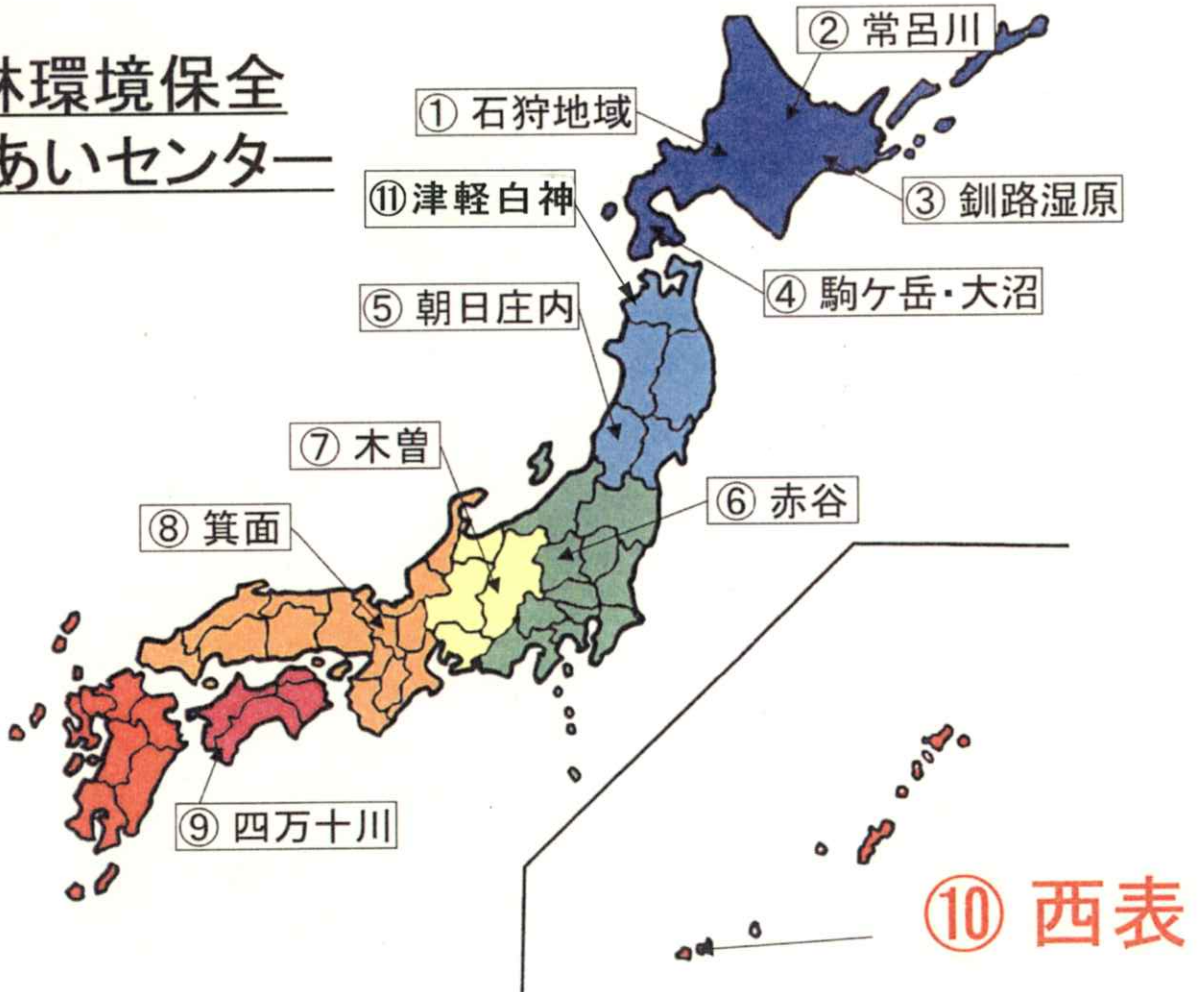 林環境保全
あいセンター
② 常呂川
① 石狩地域
⑪津軽白神
③ 釧路湿原
④ 駒ケ岳・大沼
⑤ 朝日庄内
⑦ 木曽
⑥ 赤谷
⑧ 箕面
⑨ 四万十川
⑩ 西表